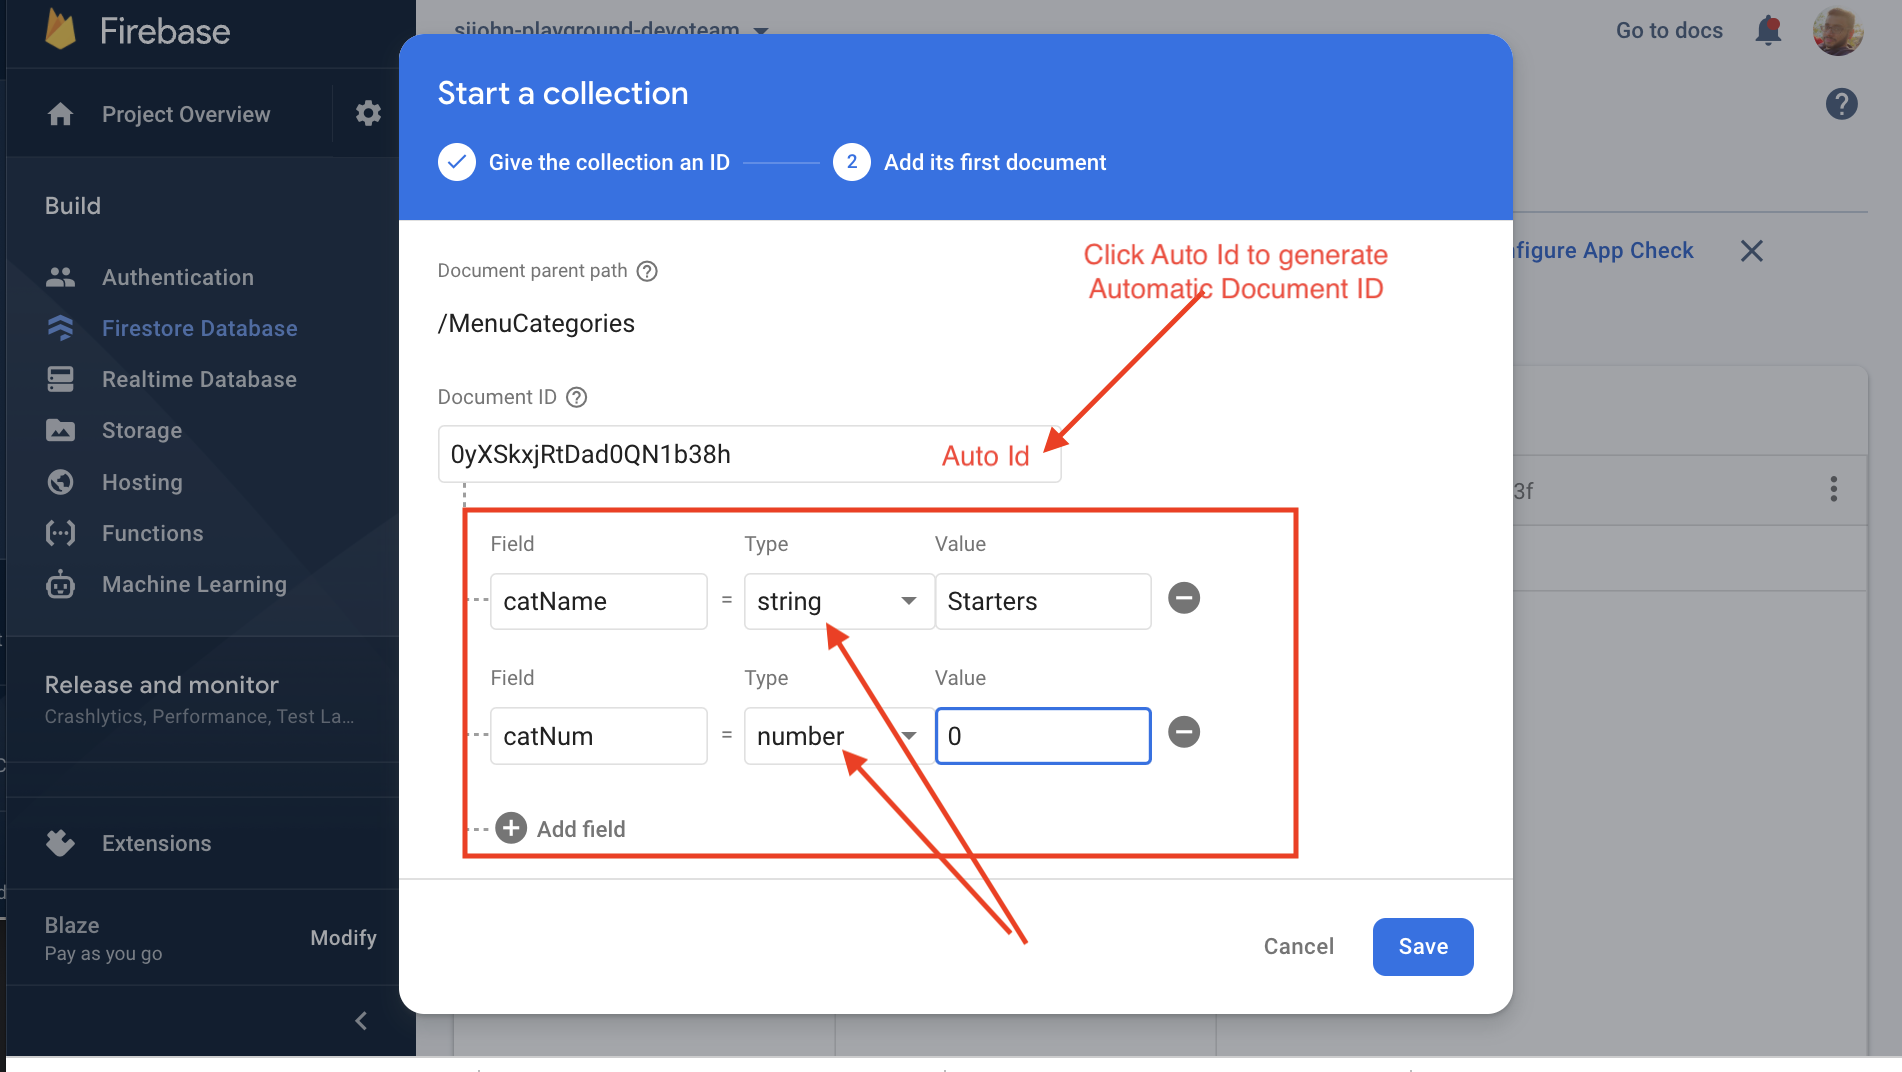 Firebase
sijohn-playground-devoteam
Go to docs
Project Overview
Start a collection
Give the collection an ID
2
Add its first document
Build
Authentication
Firestore Database
Realtime Database
Storage
Hosting
Functions
Machine Learning
Release and monitor
Crashlytics, Performance, Test La...
Extensions
Blaze
Pay as you go
Modify
figure App Check
Document parent path
/MenuCategories
Click Auto Id to generate
Automatic Document ID
Document ID
0yXSkxjRtDad0QN1b38h
Auto Id
3f
Field Type Value
catName = string Starters
Field Type Value
catNum = number 0
Add field
Cancel
Save